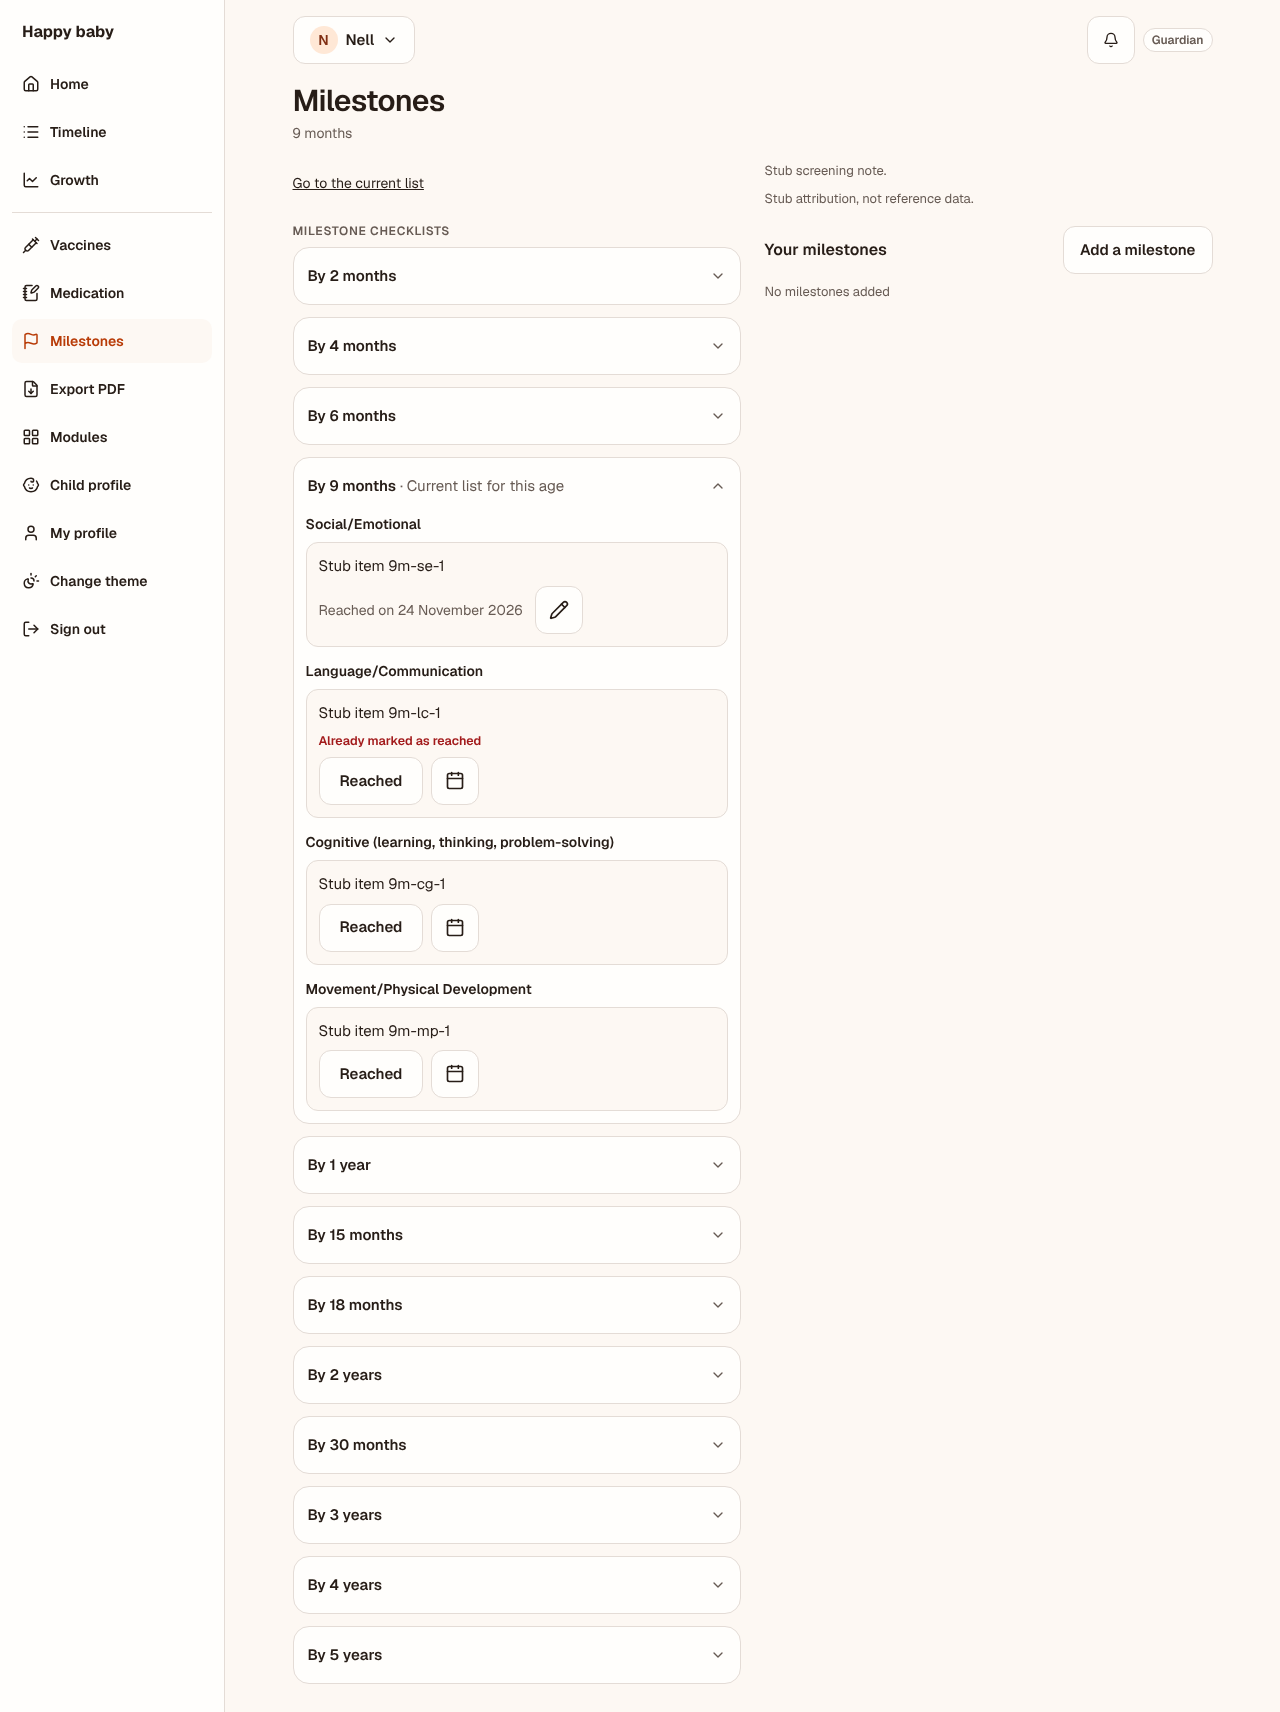 Happy baby
Home
Timeline
Growth
Vaccines
Medication
Milestones
Export PDF
Modules
Child profile
My profile
Change theme
Sign out
N Nell
Guardian
Milestones
9 months
Go to the current list
MILESTONE CHECKLISTS
By 2 months
By 4 months
By 6 months
By 9 months · Current list for this age
Social/Emotional
Stub item 9m-se-1
Reached on 24 November 2026
Language/Communication
Stub item 9m-lc-1
Already marked as reached
Reached
Cognitive (learning, thinking, problem-solving)
Stub item 9m-cg-1
Reached
Movement/Physical Development
Stub item 9m-mp-1
Reached
By 1 year
By 15 months
By 18 months
By 2 years
By 30 months
By 3 years
By 4 years
By 5 years
Stub screening note.
Stub attribution, not reference data.
Your milestones
Add a milestone
No milestones added